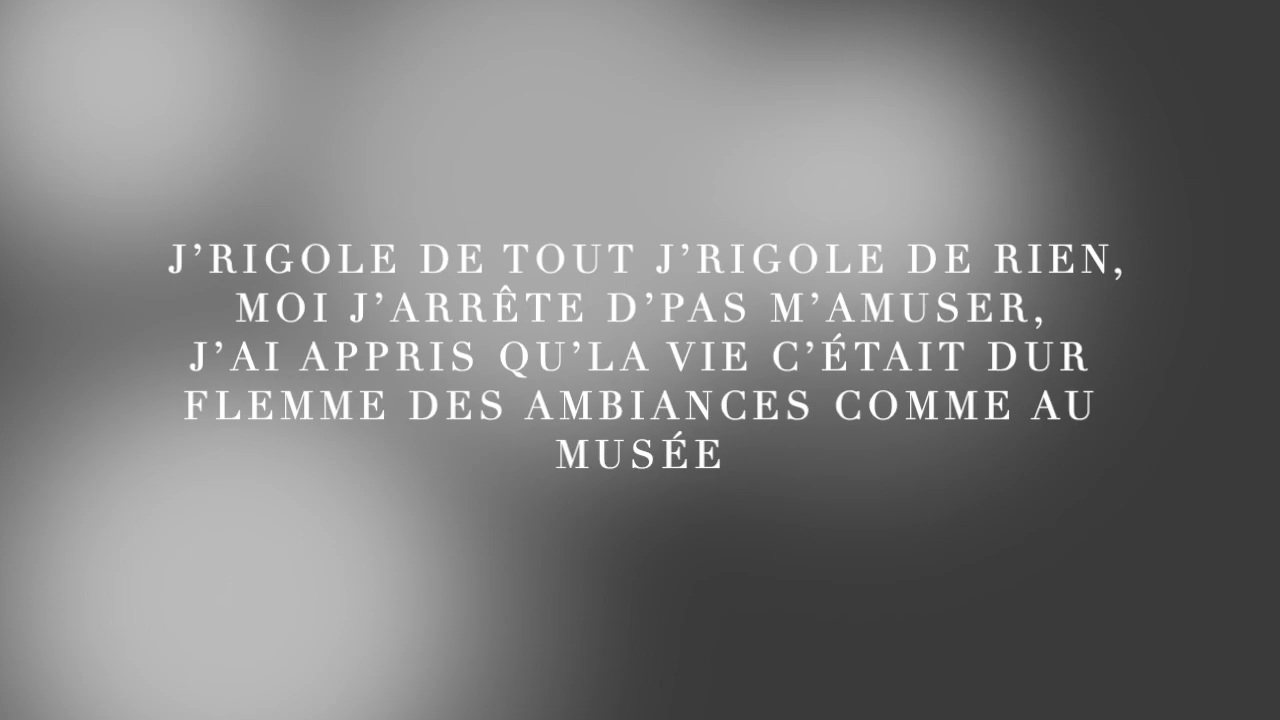 J’RIGOLE DE TOUT J’RIGOLE DE RIEN,
MOI J’ARRÊTE D’PAS M’AMUSER,
J’AI APPRIS QU’LA VIE C’ÉTAIT DUR
FLEMME DES AMBIANCES COMME AU
MUSÉE